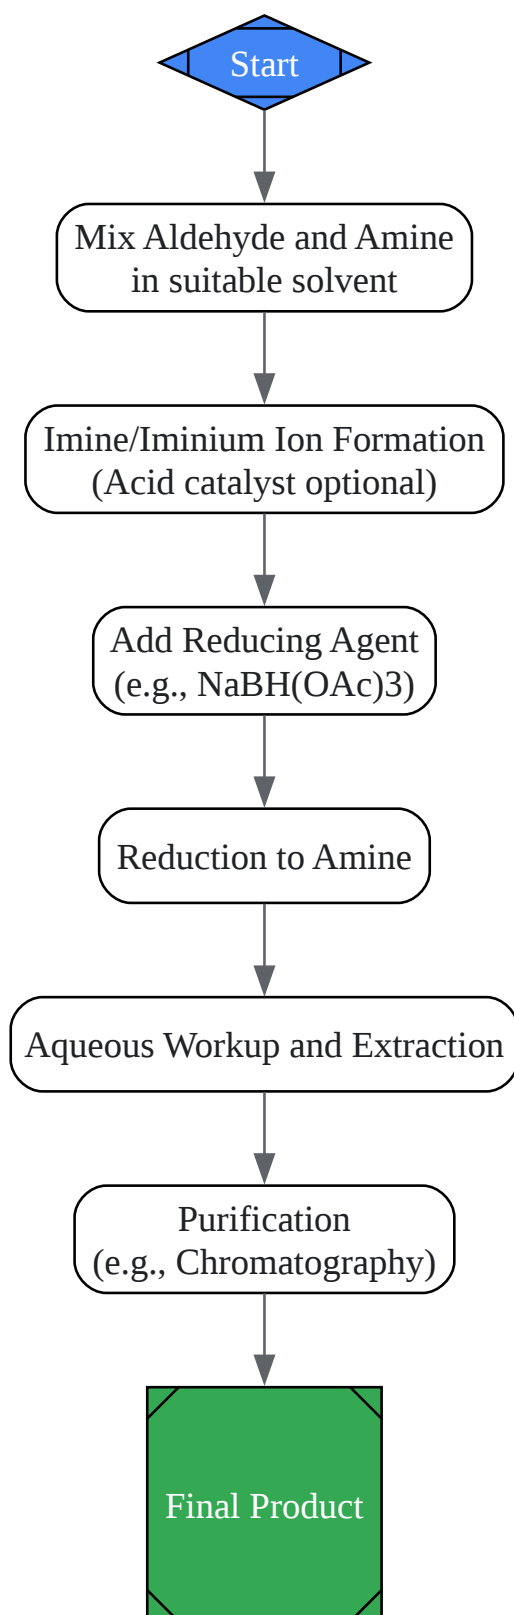 Start
Mix Aldehyde and Amine
in suitable solvent
Imine/Iminium Ion Formation
(Acid catalyst optional)
Add Reducing Agent
(e.g., NaBH(OAc)3)
Reduction to Amine
Aqueous Workup and Extraction
Purification
(e.g., Chromatography)
Final Product